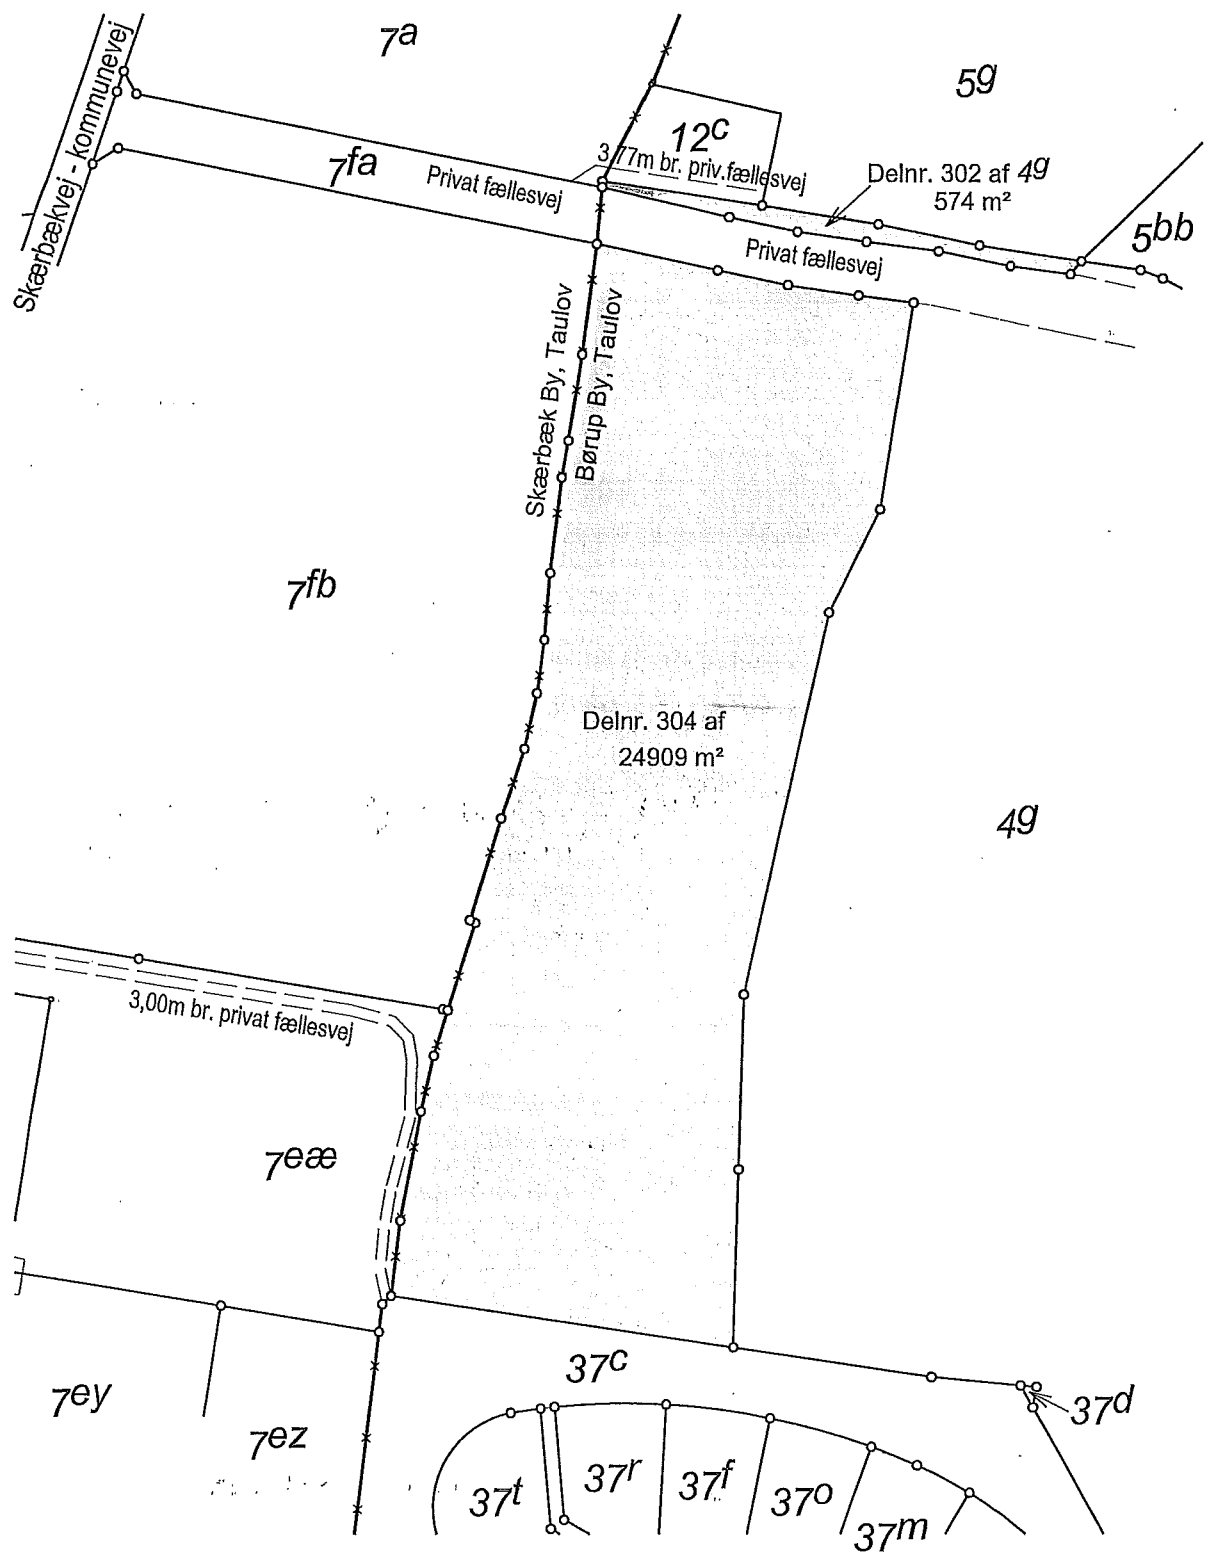 7a
5g
Skærbækvej - kommunevej
12c
3,77m br. priv.fællesvej
7fa
Privat fællesvej
Delnr. 302 af 4g
574 m²
5bb
Privat fællesvej
Skærbæk By, Taulov
Børup By, Taulov
7fb
Delnr. 304 af
24909 m²
4g
3,00m br. privat fællesvej
7eæ
37c
7ey
37d
7ez
37t
37r
37f
37o
37m